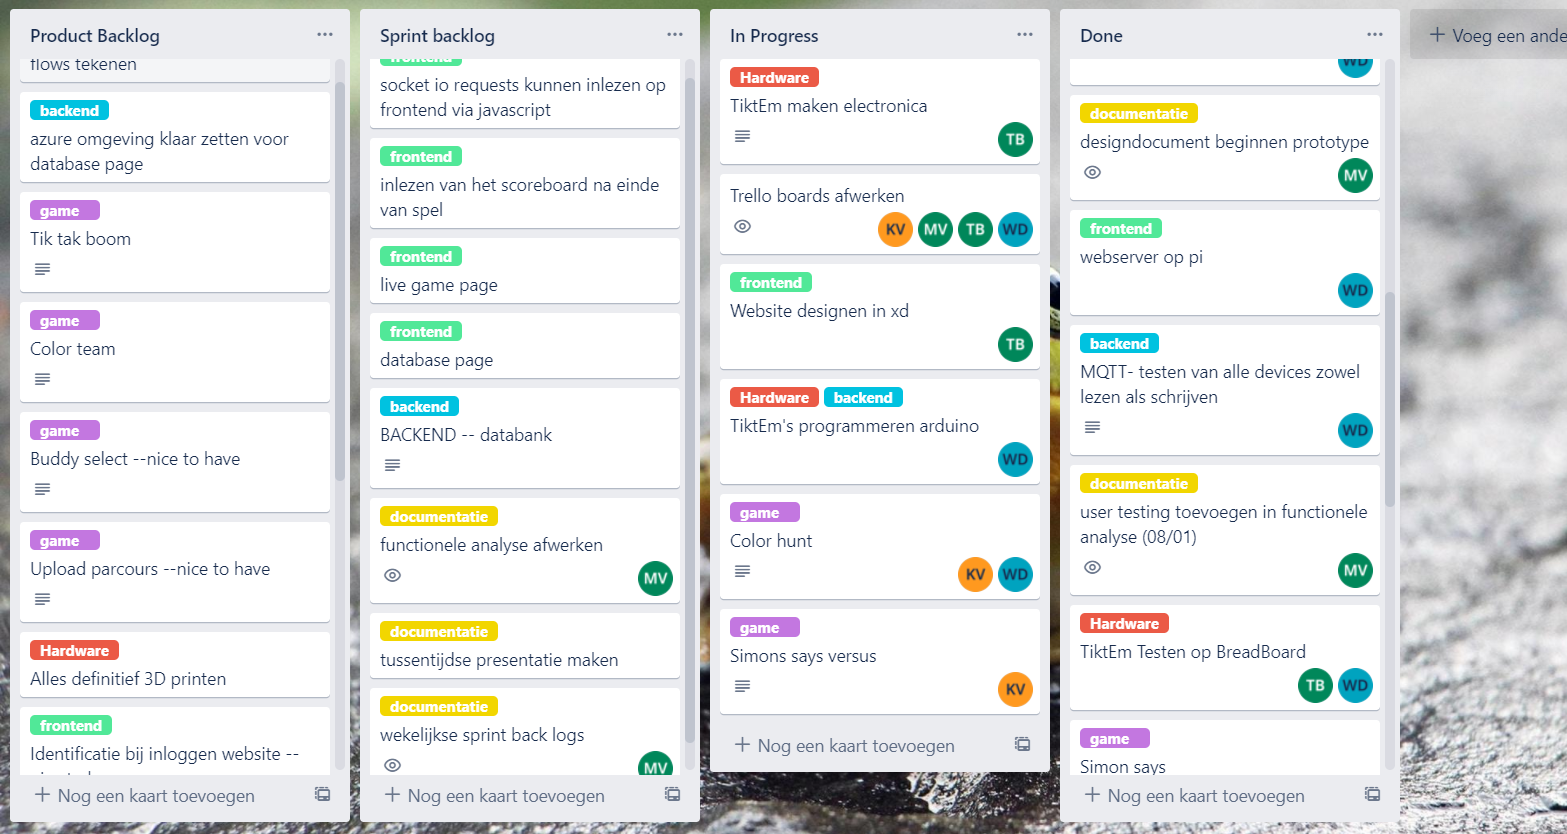 Product Backlog
flows tekenen
backend
azure omgeving klaar zetten voor
database page
game
Tik tak boom
game
Color team
game
Buddy select --nice to have
game
Upload parcours --nice to have
Hardware
Alles definitief 3D printen
frontend
Identificatie bij inloggen website --
Nog een kaart toevoegen
Sprint backlog
frontend
socket io requests kunnen inlezen op
frontend via javascript
frontend
inlezen van het scoreboard na einde
van spel
frontend
live game page
frontend
database page
backend
BACKEND -- databank
documentatie
functionele analyse afwerken
MV
documentatie
tussentijdse presentatie maken
documentatie
wekelijkse sprint back logs
MV
Nog een kaart toevoegen
In Progress
Hardware
TiktEm maken electronica
TB
Trello boards afwerken
KV MV TB WD
frontend
Website designen in xd
TB
Hardware backend
TiktEm's programmeren arduino
WD
game
Color hunt
KV WD
game
Simons says versus
KV
Nog een kaart toevoegen
Done
WD
documentatie
designdocument beginnen prototype
MV
frontend
webserver op pi
WD
backend
MQTT- testen van alle devices zowel
lezen als schrijven
WD
documentatie
user testing toevoegen in functionele
analyse (08/01)
MV
Hardware
TiktEm Testen op BreadBoard
TB WD
game
Simon says
Nog een kaart toevoegen
Voeg een ande